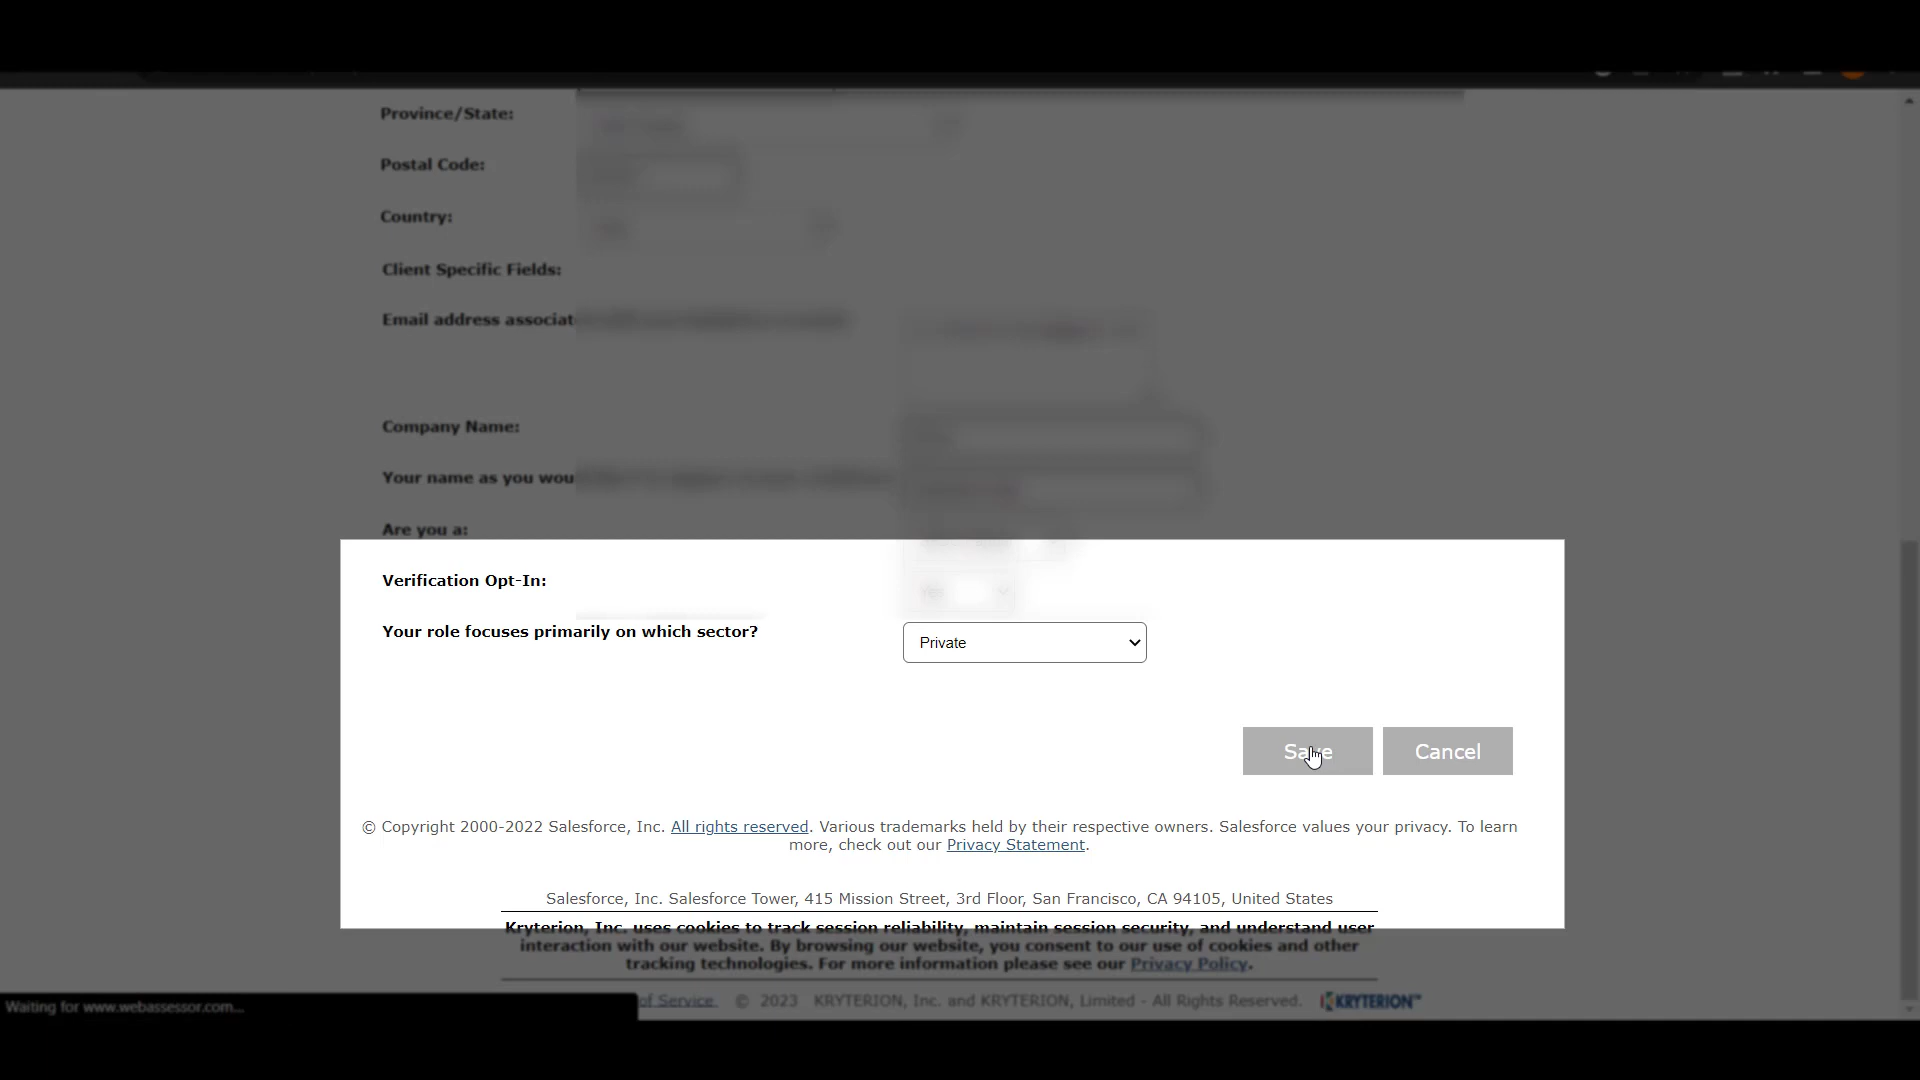 Province/State:
Postal Code:
Country:
Client Specific Fields:
Email address associat
Company Name:
Your name as you wou
Are you a:
Verification Opt-In:
Yes
Your role focuses primarily on which sector?
Private
Save
Cancel
© Copyright 2000-2022 Salesforce, Inc. All rights reserved. Various trademarks held by their respective owners. Salesforce values your privacy. To learn
more, check out our Privacy Statement.
Salesforce, Inc. Salesforce Tower, 415 Mission Street, 3rd Floor, San Francisco, CA 94105, United States
Kryterion, Inc. uses cookies to track session reliability, maintain session security, and understand user
interaction with our website. By browsing our website, you consent to our use of cookies and other
tracking technologies. For more information please see our Privacy Policy.
Waiting for www.webassessor.com...
of Service. © 2023 KRYTERION, Inc. and KRYTERION, Limited - All Rights Reserved. KRYTERION™